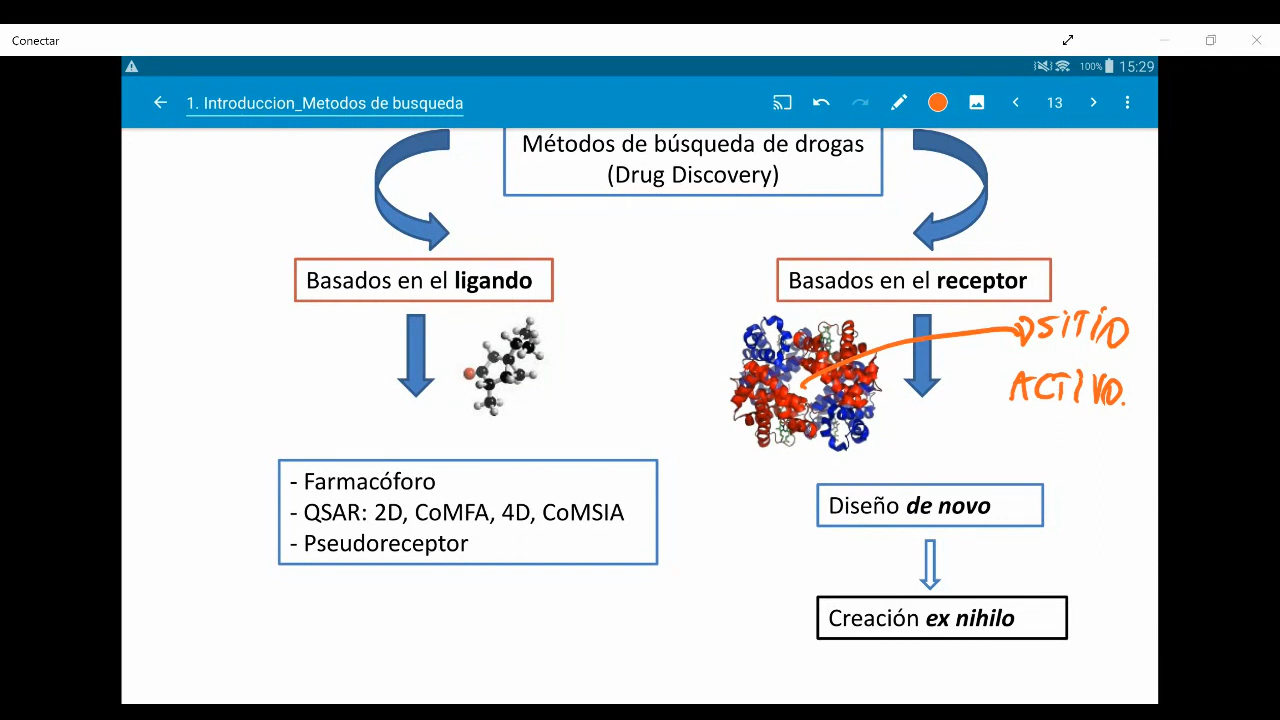 Conectar
100% 15:29
1. Introduccion_Metodos de busqueda
13
Métodos de búsqueda de drogas
(Drug Discovery)
Basados en el ligando
Basados en el receptor
SITIO
ACTIVO.
- Farmacóforo
- QSAR: 2D, CoMFA, 4D, CoMSIA
- Pseudoreceptor
Diseño de novo
Creación ex nihilo